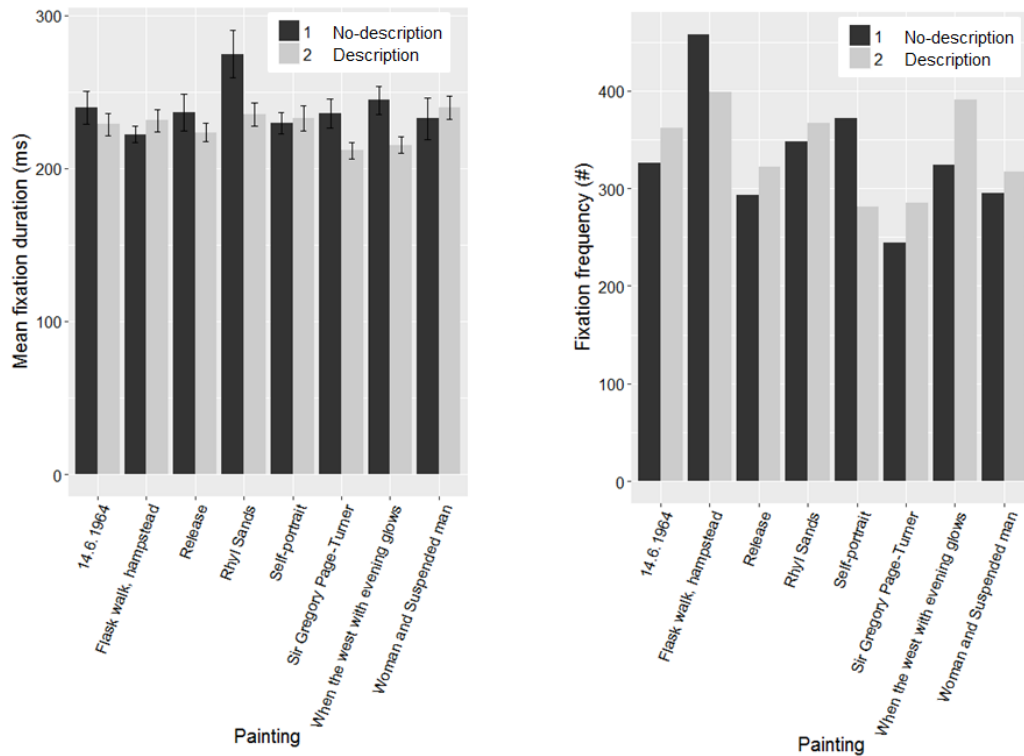 300
200
100
0
Mean fixation duration (ms)
1 No-description
2 Description
14.6.1964
Flask walk, hampstead
Release
Rhyl Sands
Self-portrait
Sir Gregory Page-Turner
When the west with evening glows
Woman and Suspended man
Painting
400
300
200
100
0
Fixation frequency (#)
1 No-description
2 Description
14.6.1964
Flask walk, hampstead
Release
Rhyl Sands
Self-portrait
Sir Gregory Page-Turner
When the west with evening glows
Woman and Suspended man
Painting